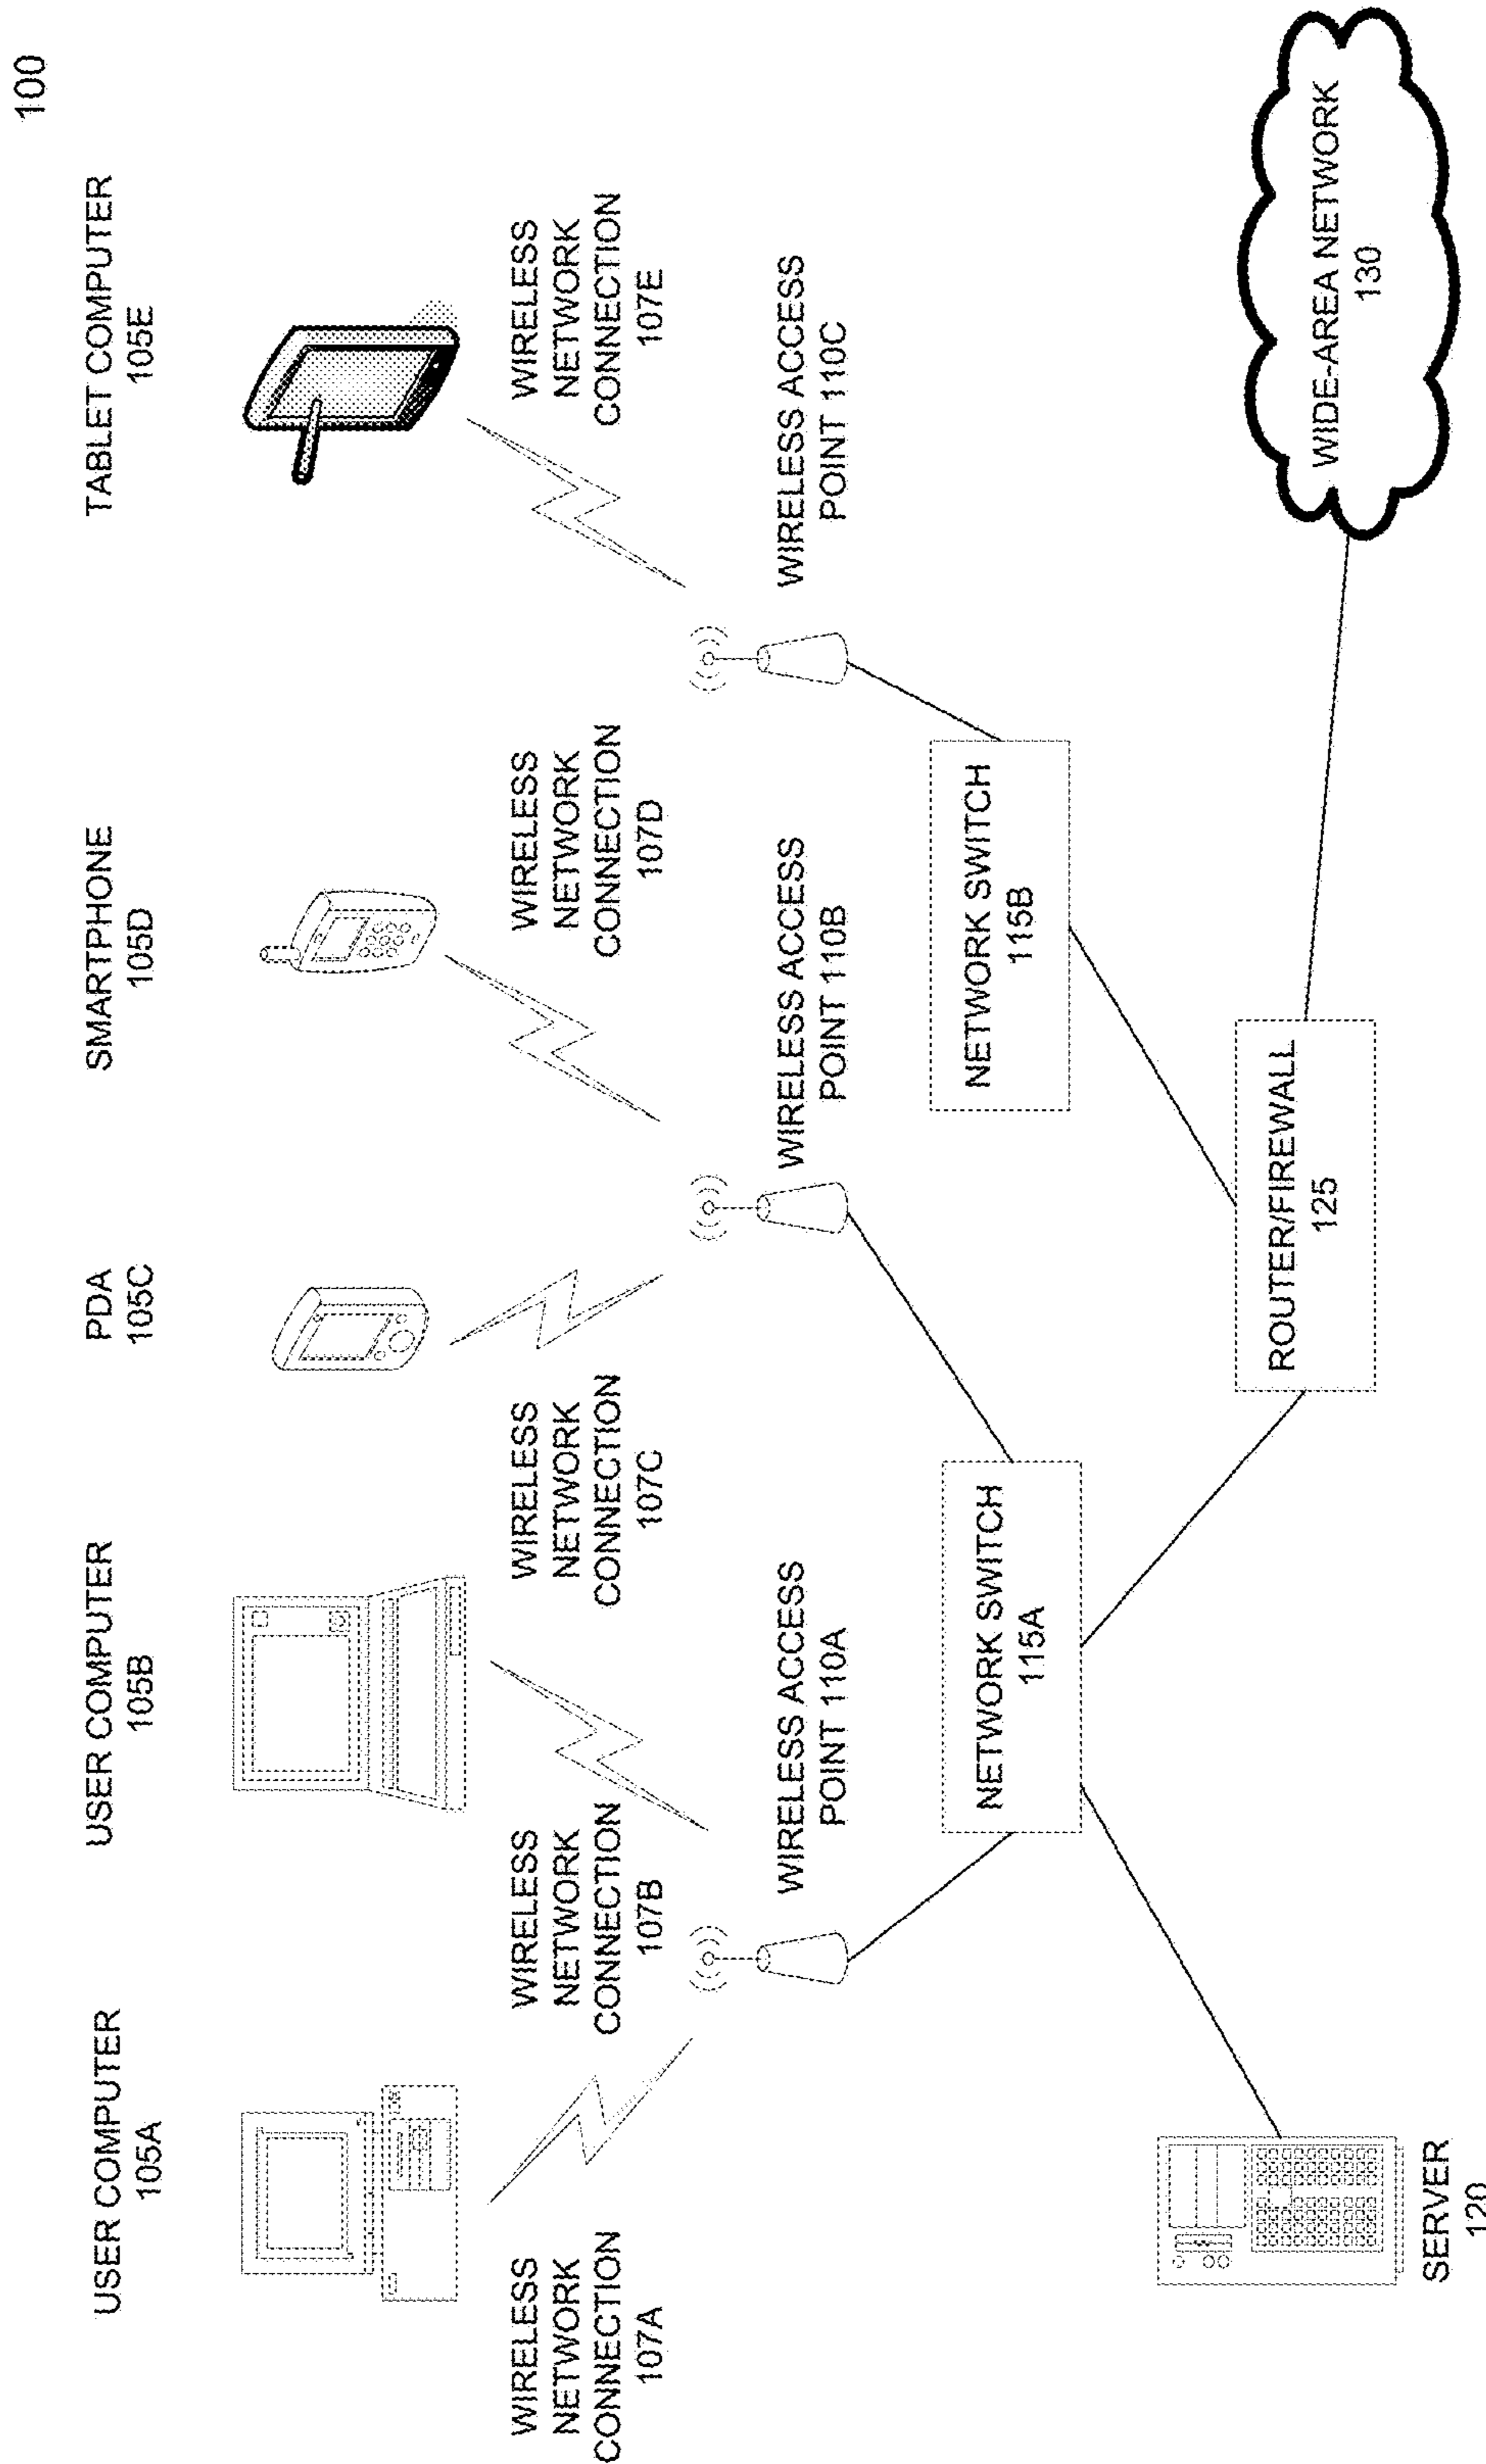 100
USER COMPUTER
105A
USER COMPUTER
105B
PDA
105C
SMARTPHONE
105D
TABLET COMPUTER
105E
WIRELESS
NETWORK
CONNECTION
107A
WIRELESS
NETWORK
CONNECTION
107B
WIRELESS
NETWORK
CONNECTION
107C
WIRELESS
NETWORK
CONNECTION
107D
WIRELESS
NETWORK
CONNECTION
107E
WIRELESS ACCESS
POINT 110A
WIRELESS ACCESS
POINT 110B
WIRELESS ACCESS
POINT 110C
NETWORK SWITCH
115A
NETWORK SWITCH
115B
SERVER
120
ROUTER/FIREWALL
125
WIDE-AREA NETWORK
130